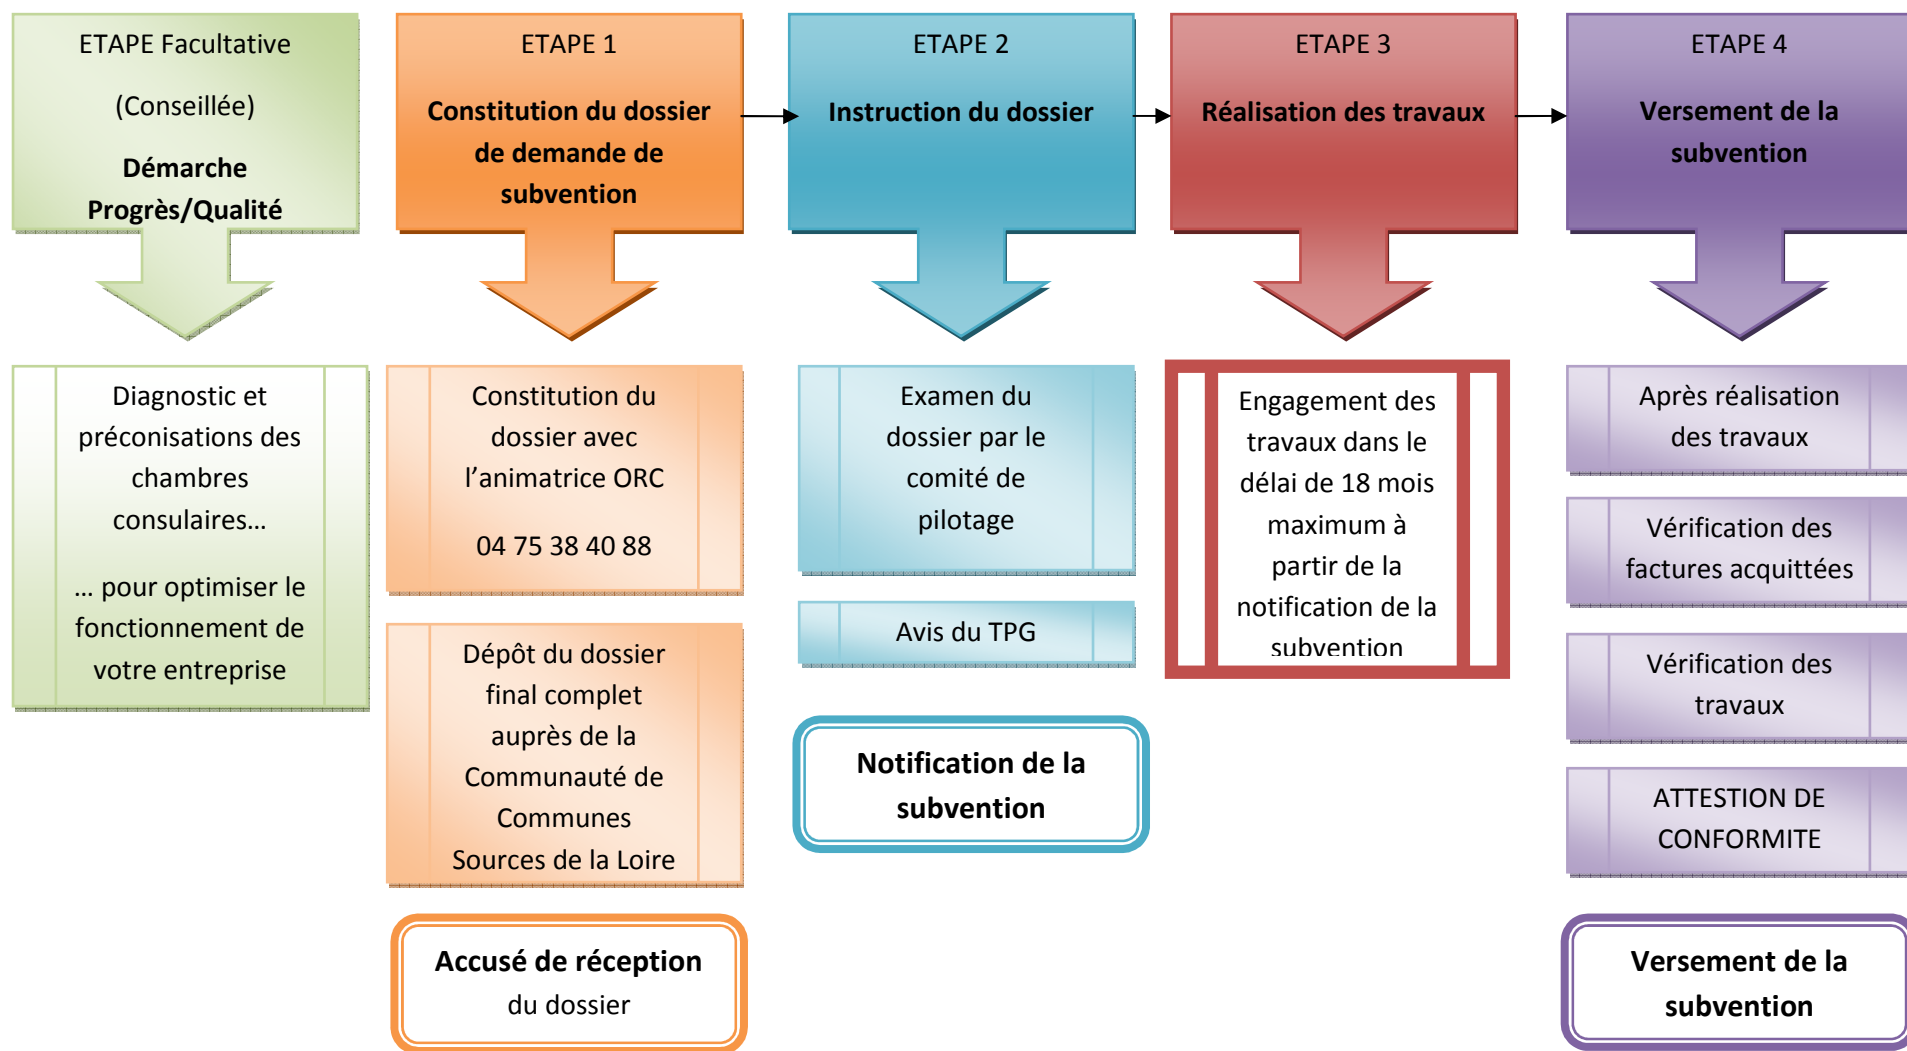 ETAPE Facultative
(Conseillée)
Démarche
Progrès/Qualité
Diagnostic et
préconisations des
chambres
consulaires…
… pour optimiser le
fonctionnement de
votre entreprise
ETAPE 1
Constitution du dossier
de demande de
subvention
Constitution du
dossier avec
l’animatrice ORC
04 75 38 40 88
Dépôt du dossier
final complet
auprès de la
Communauté de
Communes
Sources de la Loire
Accusé de réception
du dossier
ETAPE 2
Instruction du dossier
Examen du
dossier par le
comité de
pilotage
Avis du TPG
Notification de la
subvention
ETAPE 3
Réalisation des travaux
Engagement des
travaux dans le
délai de 18 mois
maximum à
partir de la
notification de la
subvention
ETAPE 4
Versement de la
subvention
Après réalisation
des travaux
Vérification des
factures acquittées
Vérification des
travaux
ATTESTION DE
CONFORMITE
Versement de la
subvention